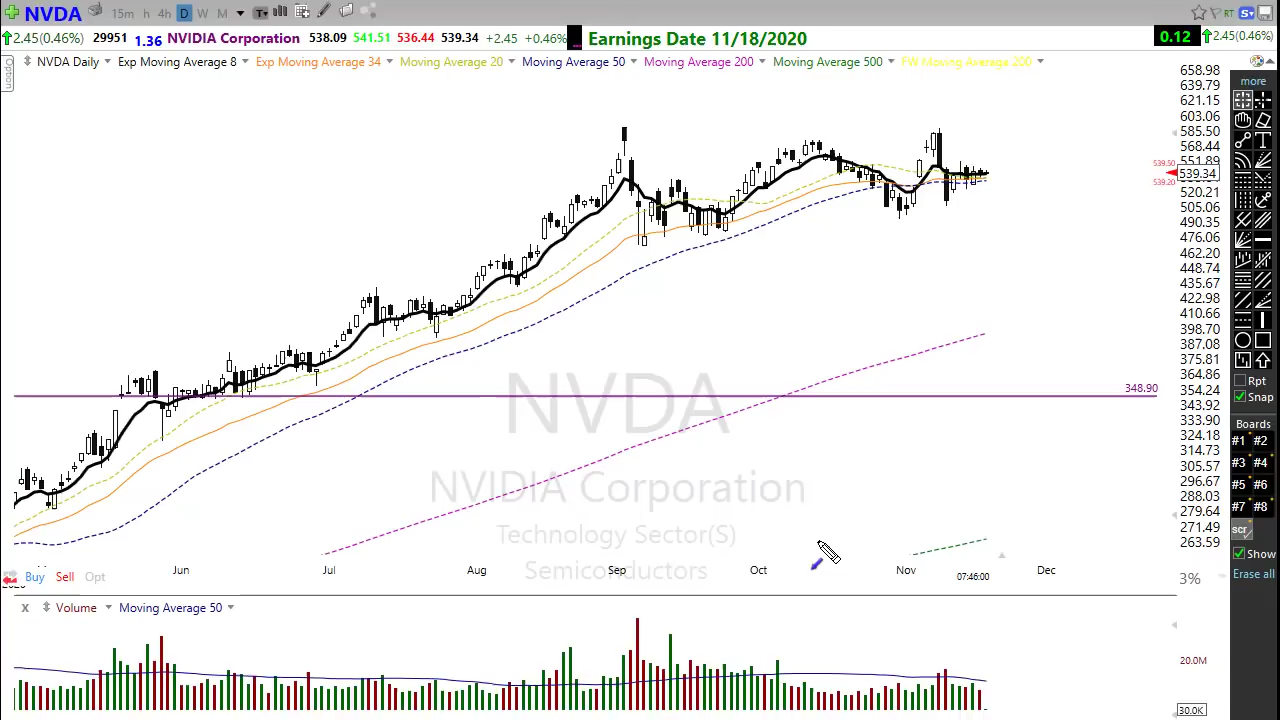 NVDA 15m h 4h D W M T RT S
2.45(0.46%) 29951 1.36 NVIDIA Corporation 538.09 541.51 536.44 539.34 +2.45 +0.46% Earnings Date 11/18/2020 0.12 2.45(0.46%)
Option
NVDA Daily Exp Moving Average 8 Exp Moving Average 34 Moving Average 20 Moving Average 50 Moving Average 200 Moving Average 500 FW Moving Average 200
658.98
639.79
621.15
603.06
585.50
568.44
551.89
539.50
539.34
539.20
520.21
505.06
490.35
476.06
462.20
448.74
435.67
422.98
410.66
398.70
387.08
375.81
364.86
354.24
348.90
343.92
333.90
324.18
314.73
305.57
296.67
288.03
279.64
271.49
263.59
more
Rpt
Snap
Boards
#1 #2
#3 #4
#5 #6
#7 #8
scr
Show
Erase all
NVDA
NVIDIA Corporation
Technology Sector(S)
Semiconductors
Jun Jul Aug Sep Oct Nov Dec
07:46:00
Buy Sell Opt
3%
x Volume Moving Average 50
20.0M
30.0K